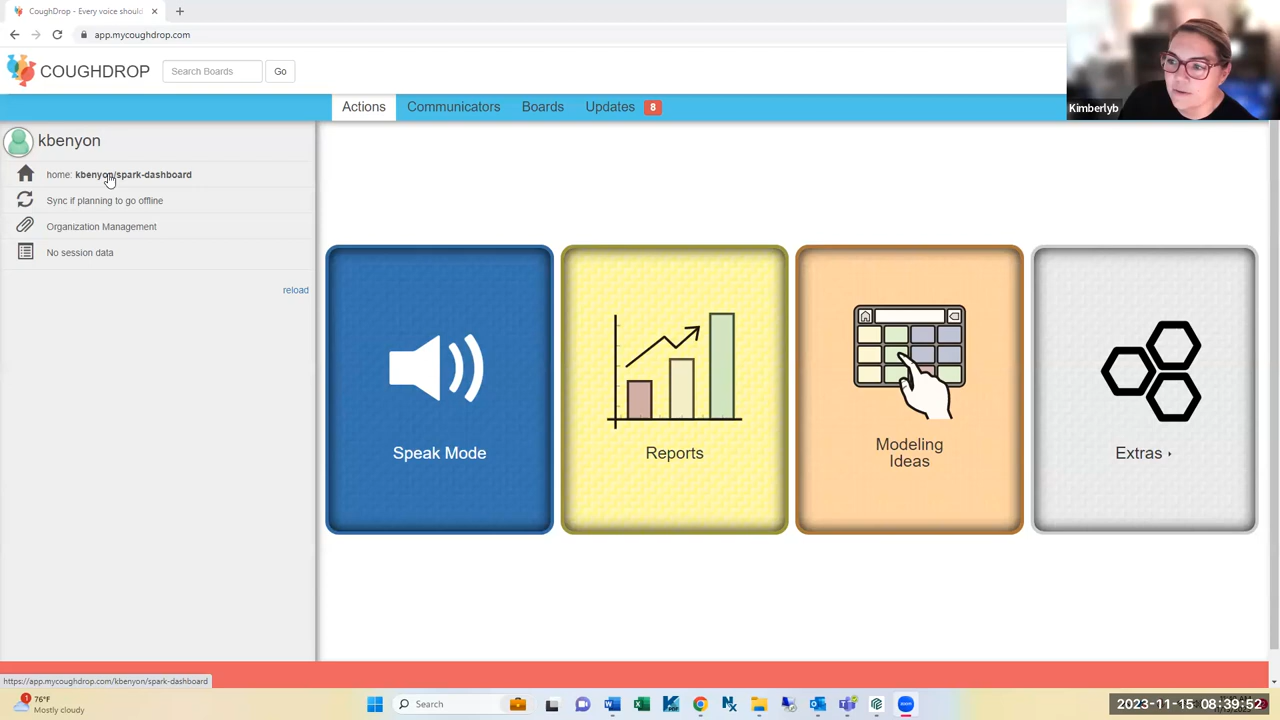 CoughDrop - Every voice shoul
app.mycoughdrop.com
COUGHDROP
Search Boards
Go
Actions
Communicators
Boards
Updates
8
Kimberlyb
kbenyon
home: kbenyon/spark-dashboard
Sync if planning to go offline
Organization Management
No session data
reload
Speak Mode
Reports
Modeling
Ideas
Extras
https://app.mycoughdrop.com/kbenyon/spark-dashboard
1
76°F
Mostly cloudy
Search
2023-11-15 08:39:52